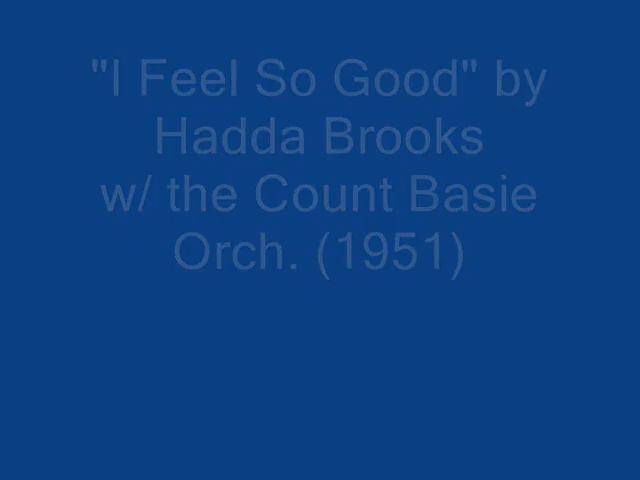 "I Feel So Good" by
Hadda Brooks
w/ the Count Basie
Orch. (1951)